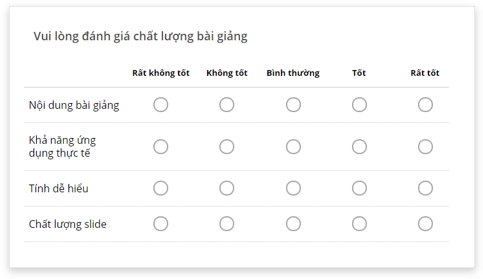 Vui lòng đánh giá chất lượng bài giảng
Rất không tốt Không tốt Bình thường Tốt Rất tốt
Nội dung bài giảng
Khả năng ứng
dụng thực tế
Tính dễ hiểu
Chất lượng slide